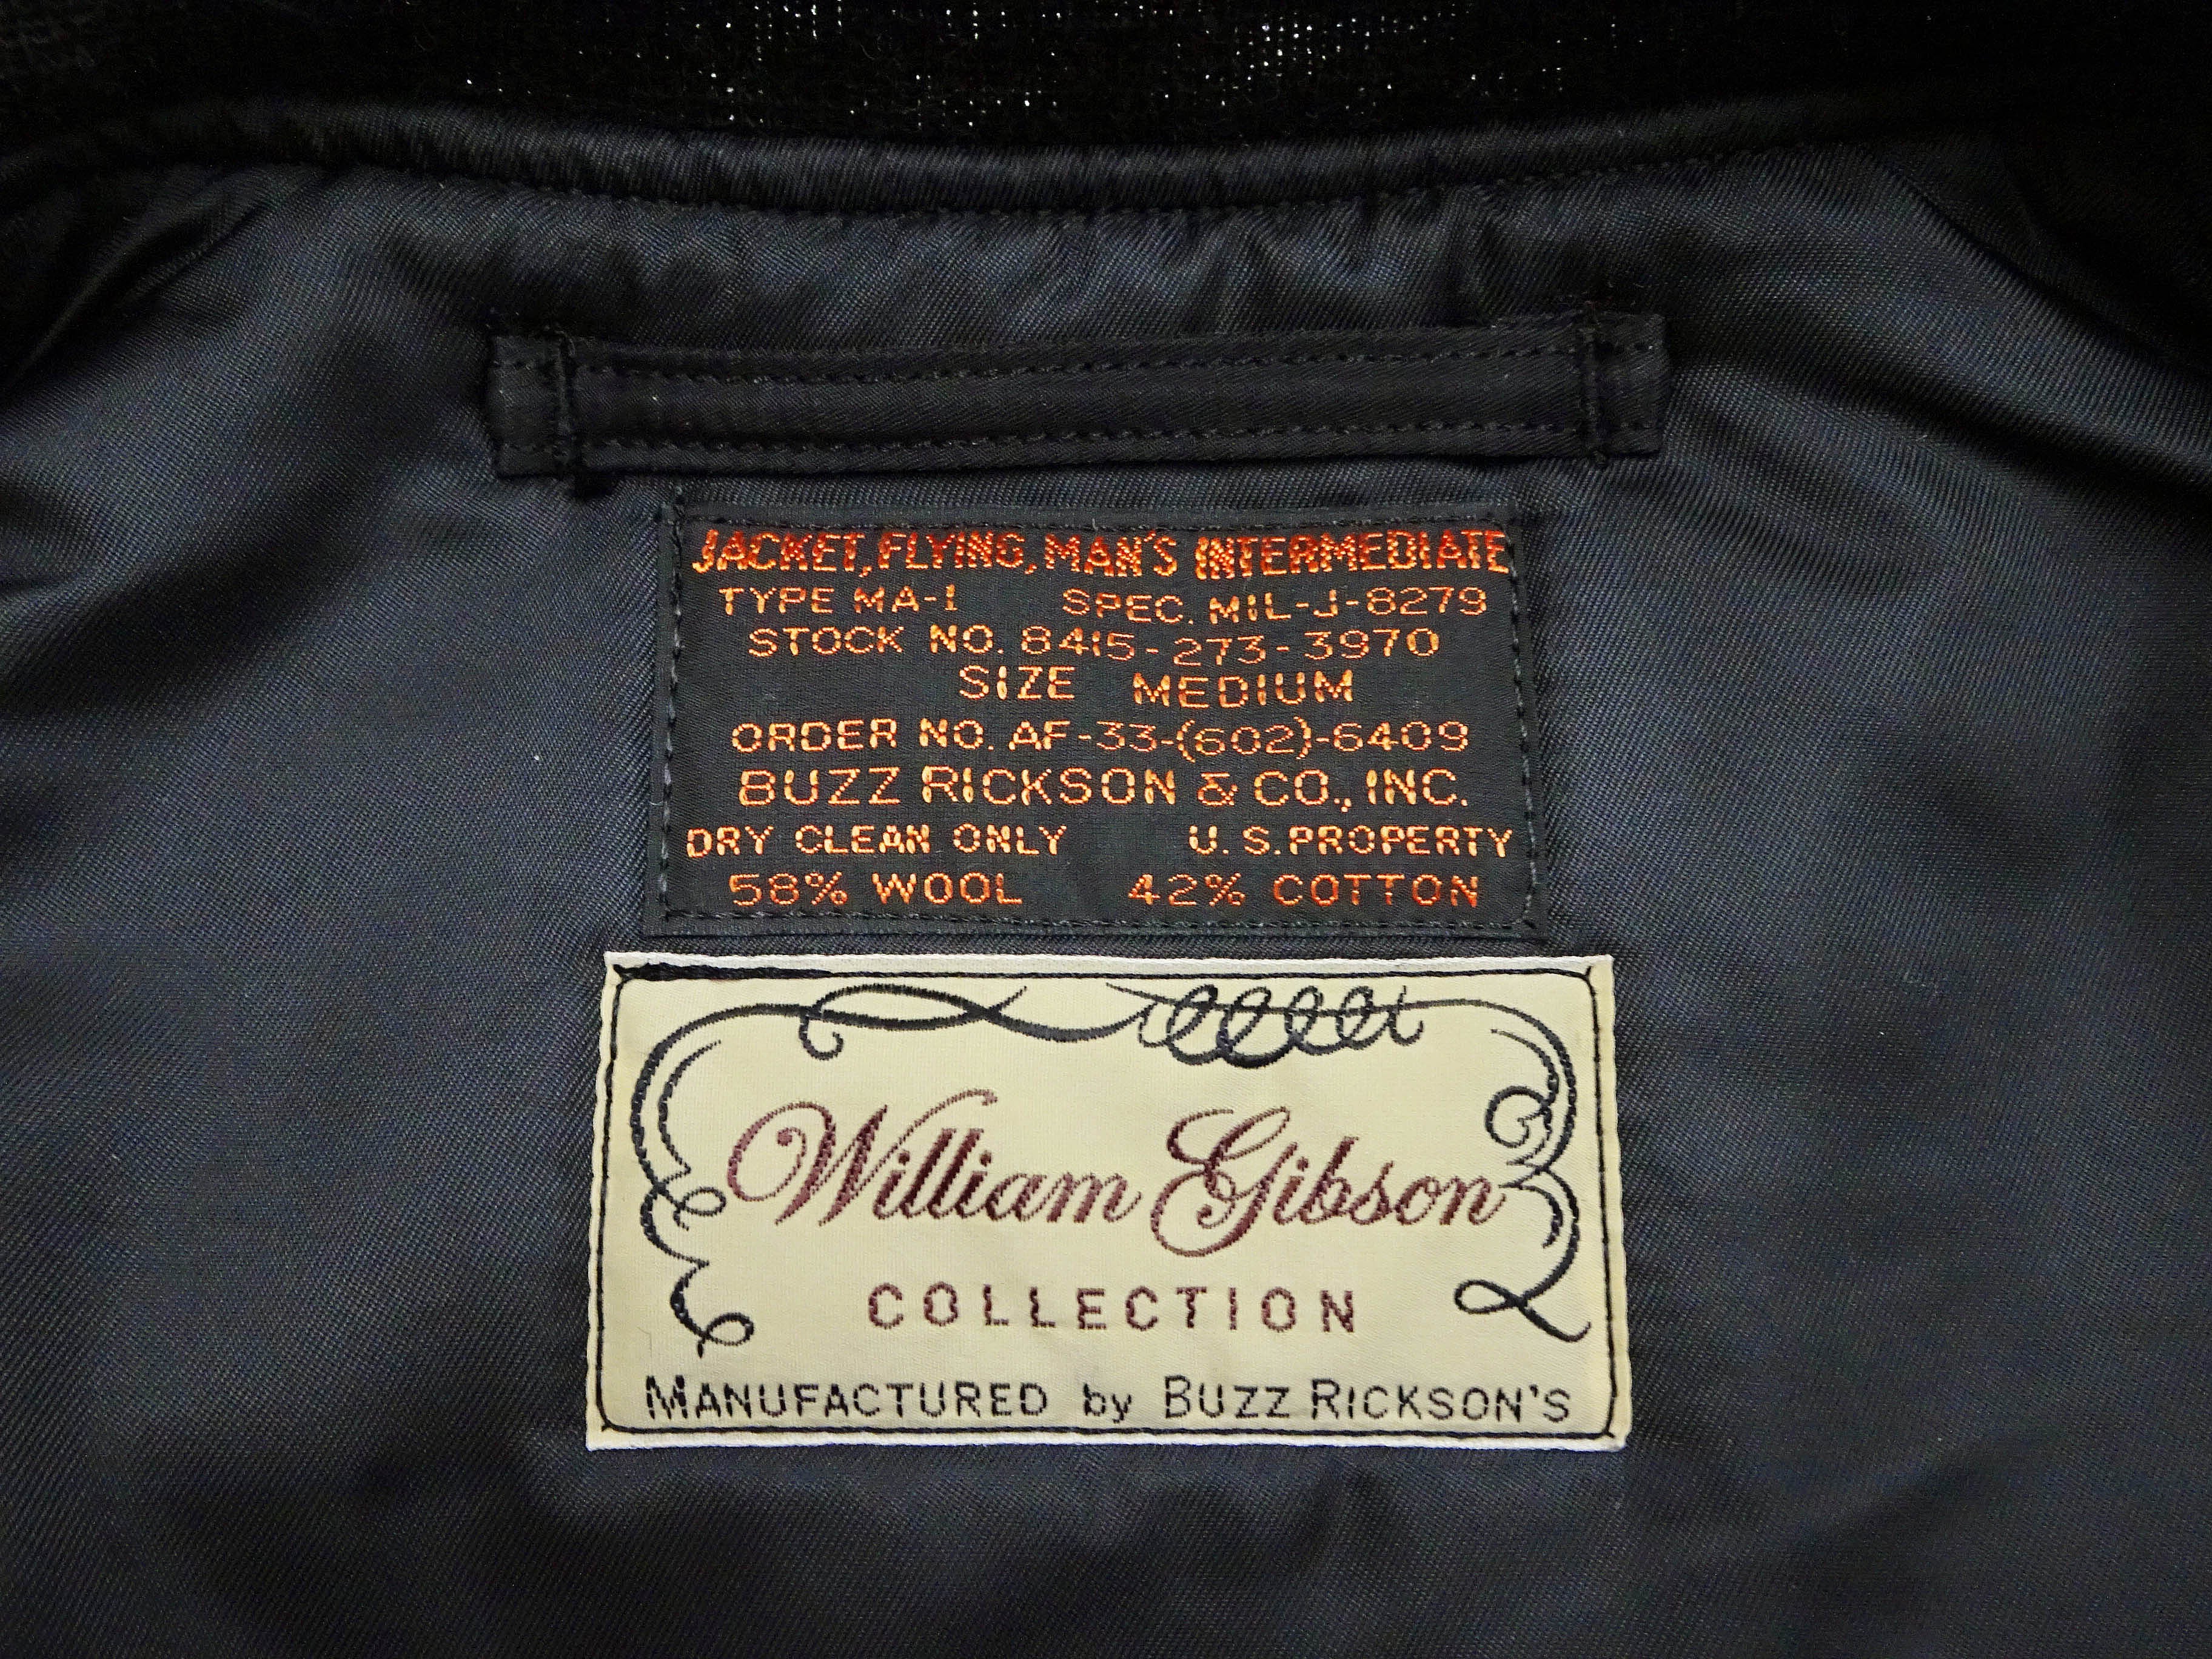 JACKET, FLYING, MAN'S INTERMEDIATE
TYPE MA-1 SPEC. MIL-J-8279
STOCK NO. 8415-273-3970
SIZE MEDIUM
ORDER NO. AF-33-(602)-6409
BUZZ RICKSON & CO., INC.
DRY CLEAN ONLY U.S. PROPERTY
58% WOOL 42% COTTON
William Gibson
COLLECTION
MANUFACTURED by BUZZ RICKSON'S